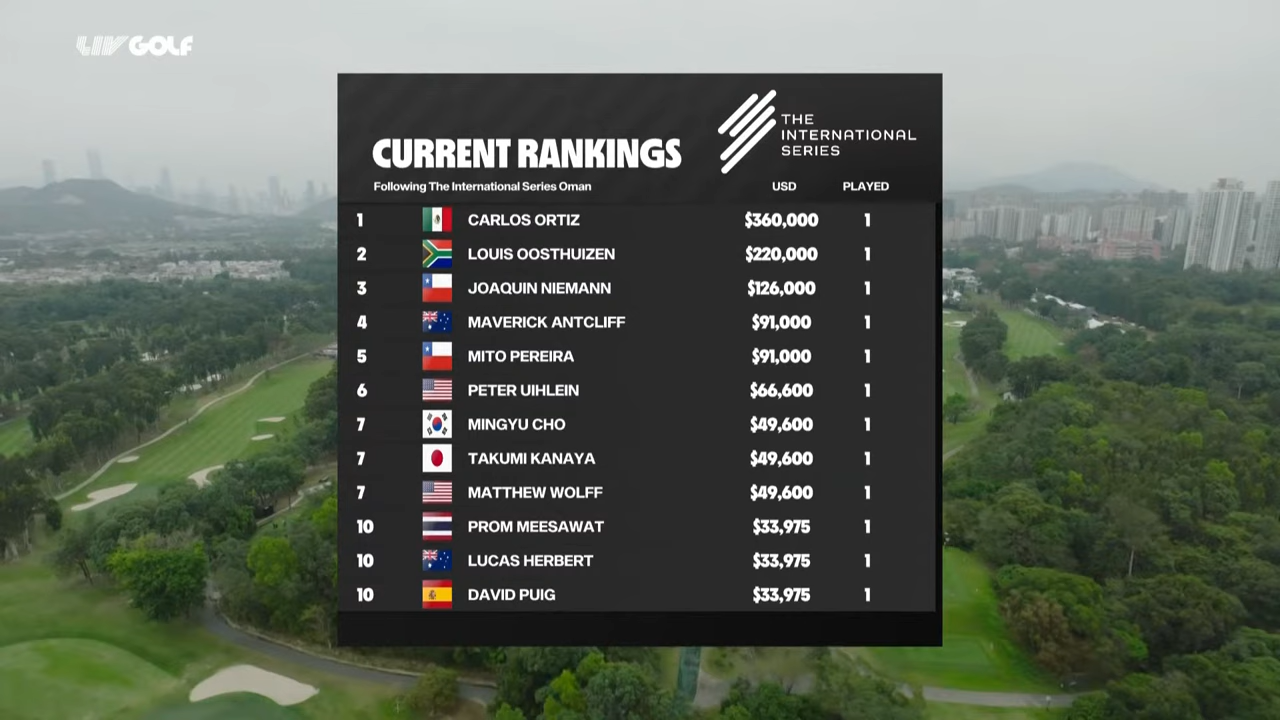 LIV GOLF
THE
INTERNATIONAL
SERIES
CURRENT RANKINGS
Following The International Series Oman USD PLAYED
1 CARLOS ORTIZ $360,000 1
2 LOUIS OOSTHUIZEN $220,000 1
3 JOAQUIN NIEMANN $126,000 1
4 MAVERICK ANTCLIFF $91,000 1
5 MITO PEREIRA $91,000 1
6 PETER UIHLEIN $66,600 1
7 MINGYU CHO $49,600 1
7 TAKUMI KANAYA $49,600 1
7 MATTHEW WOLFF $49,600 1
10 PROM MEESAWAT $33,975 1
10 LUCAS HERBERT $33,975 1
10 DAVID PUIG $33,975 1